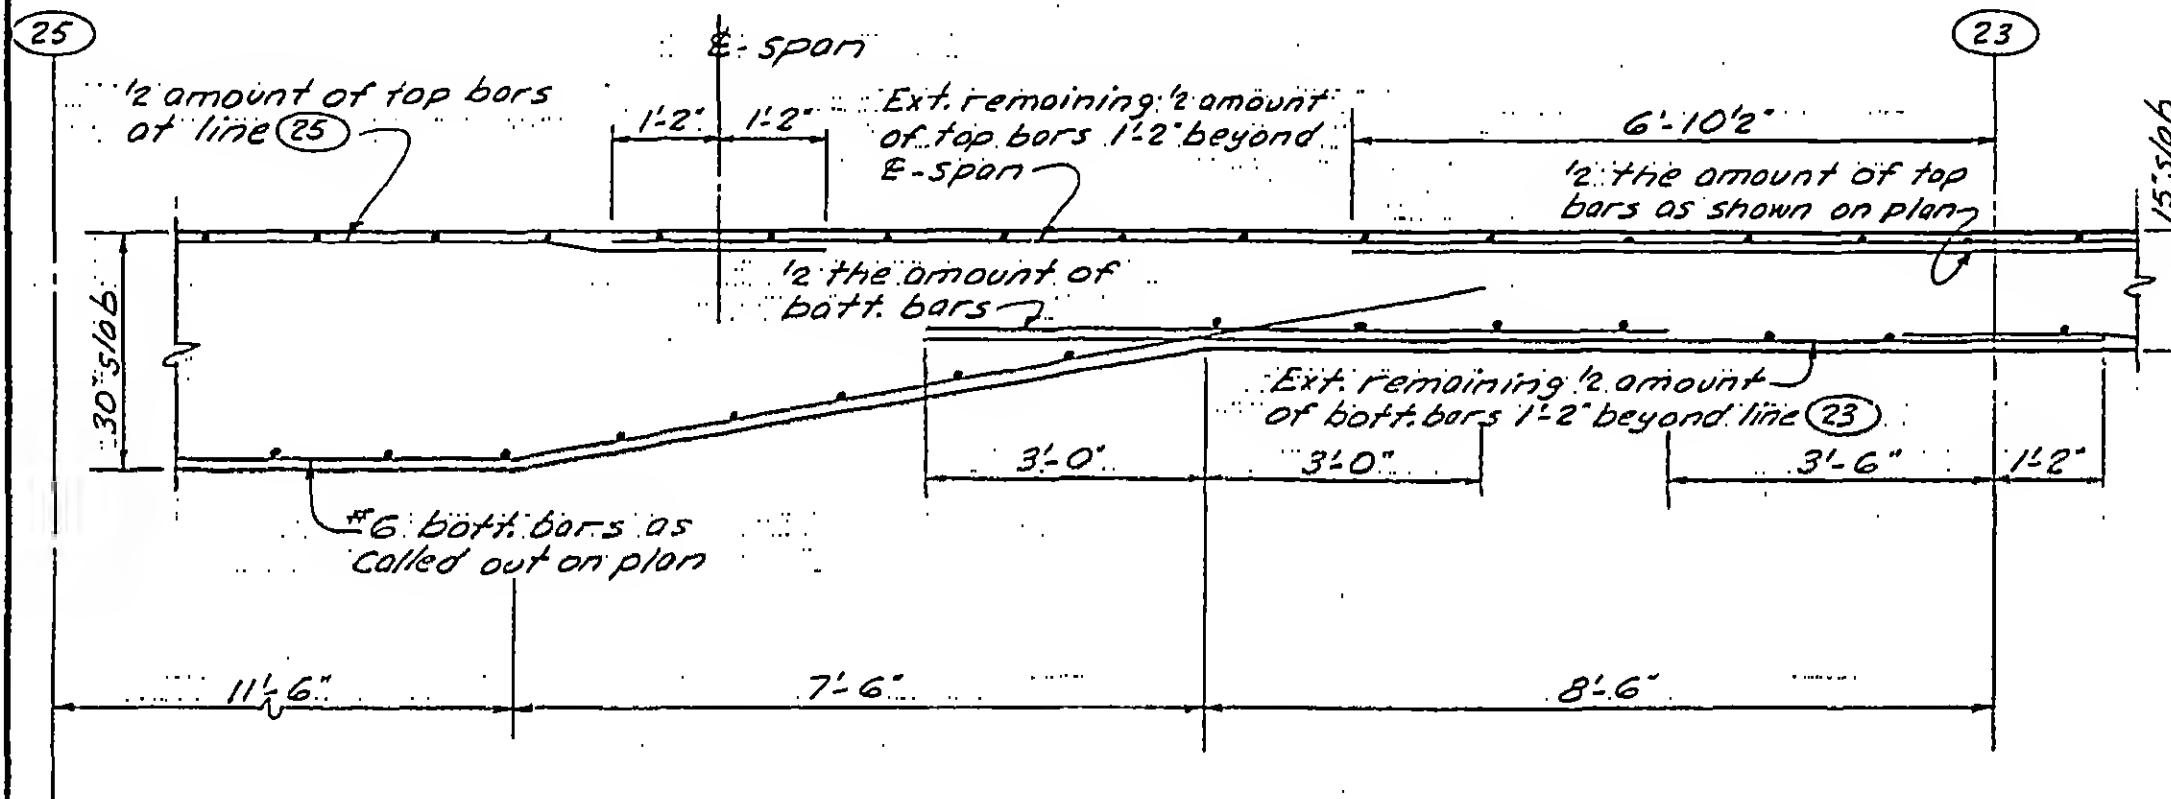 25
℄-span
23
1/2 amount of top bars
at line 25
1'-2" 1'-2"
Ext. remaining 1/2 amount
of top bars 1'-2" beyond
℄-span
6'-10 1/2"
1/2 the amount of top
bars as shown on plan
15" slab
30" slab
1/2 the amount of
bott. bars
Ext. remaining 1/2 amount
of bott. bars 1'-2" beyond line 23
3'-0" 3'-0" 3'-6" 1'-2"
#6 bott. bars as
called out on plan
11'-6" 7'-6" 8'-6"